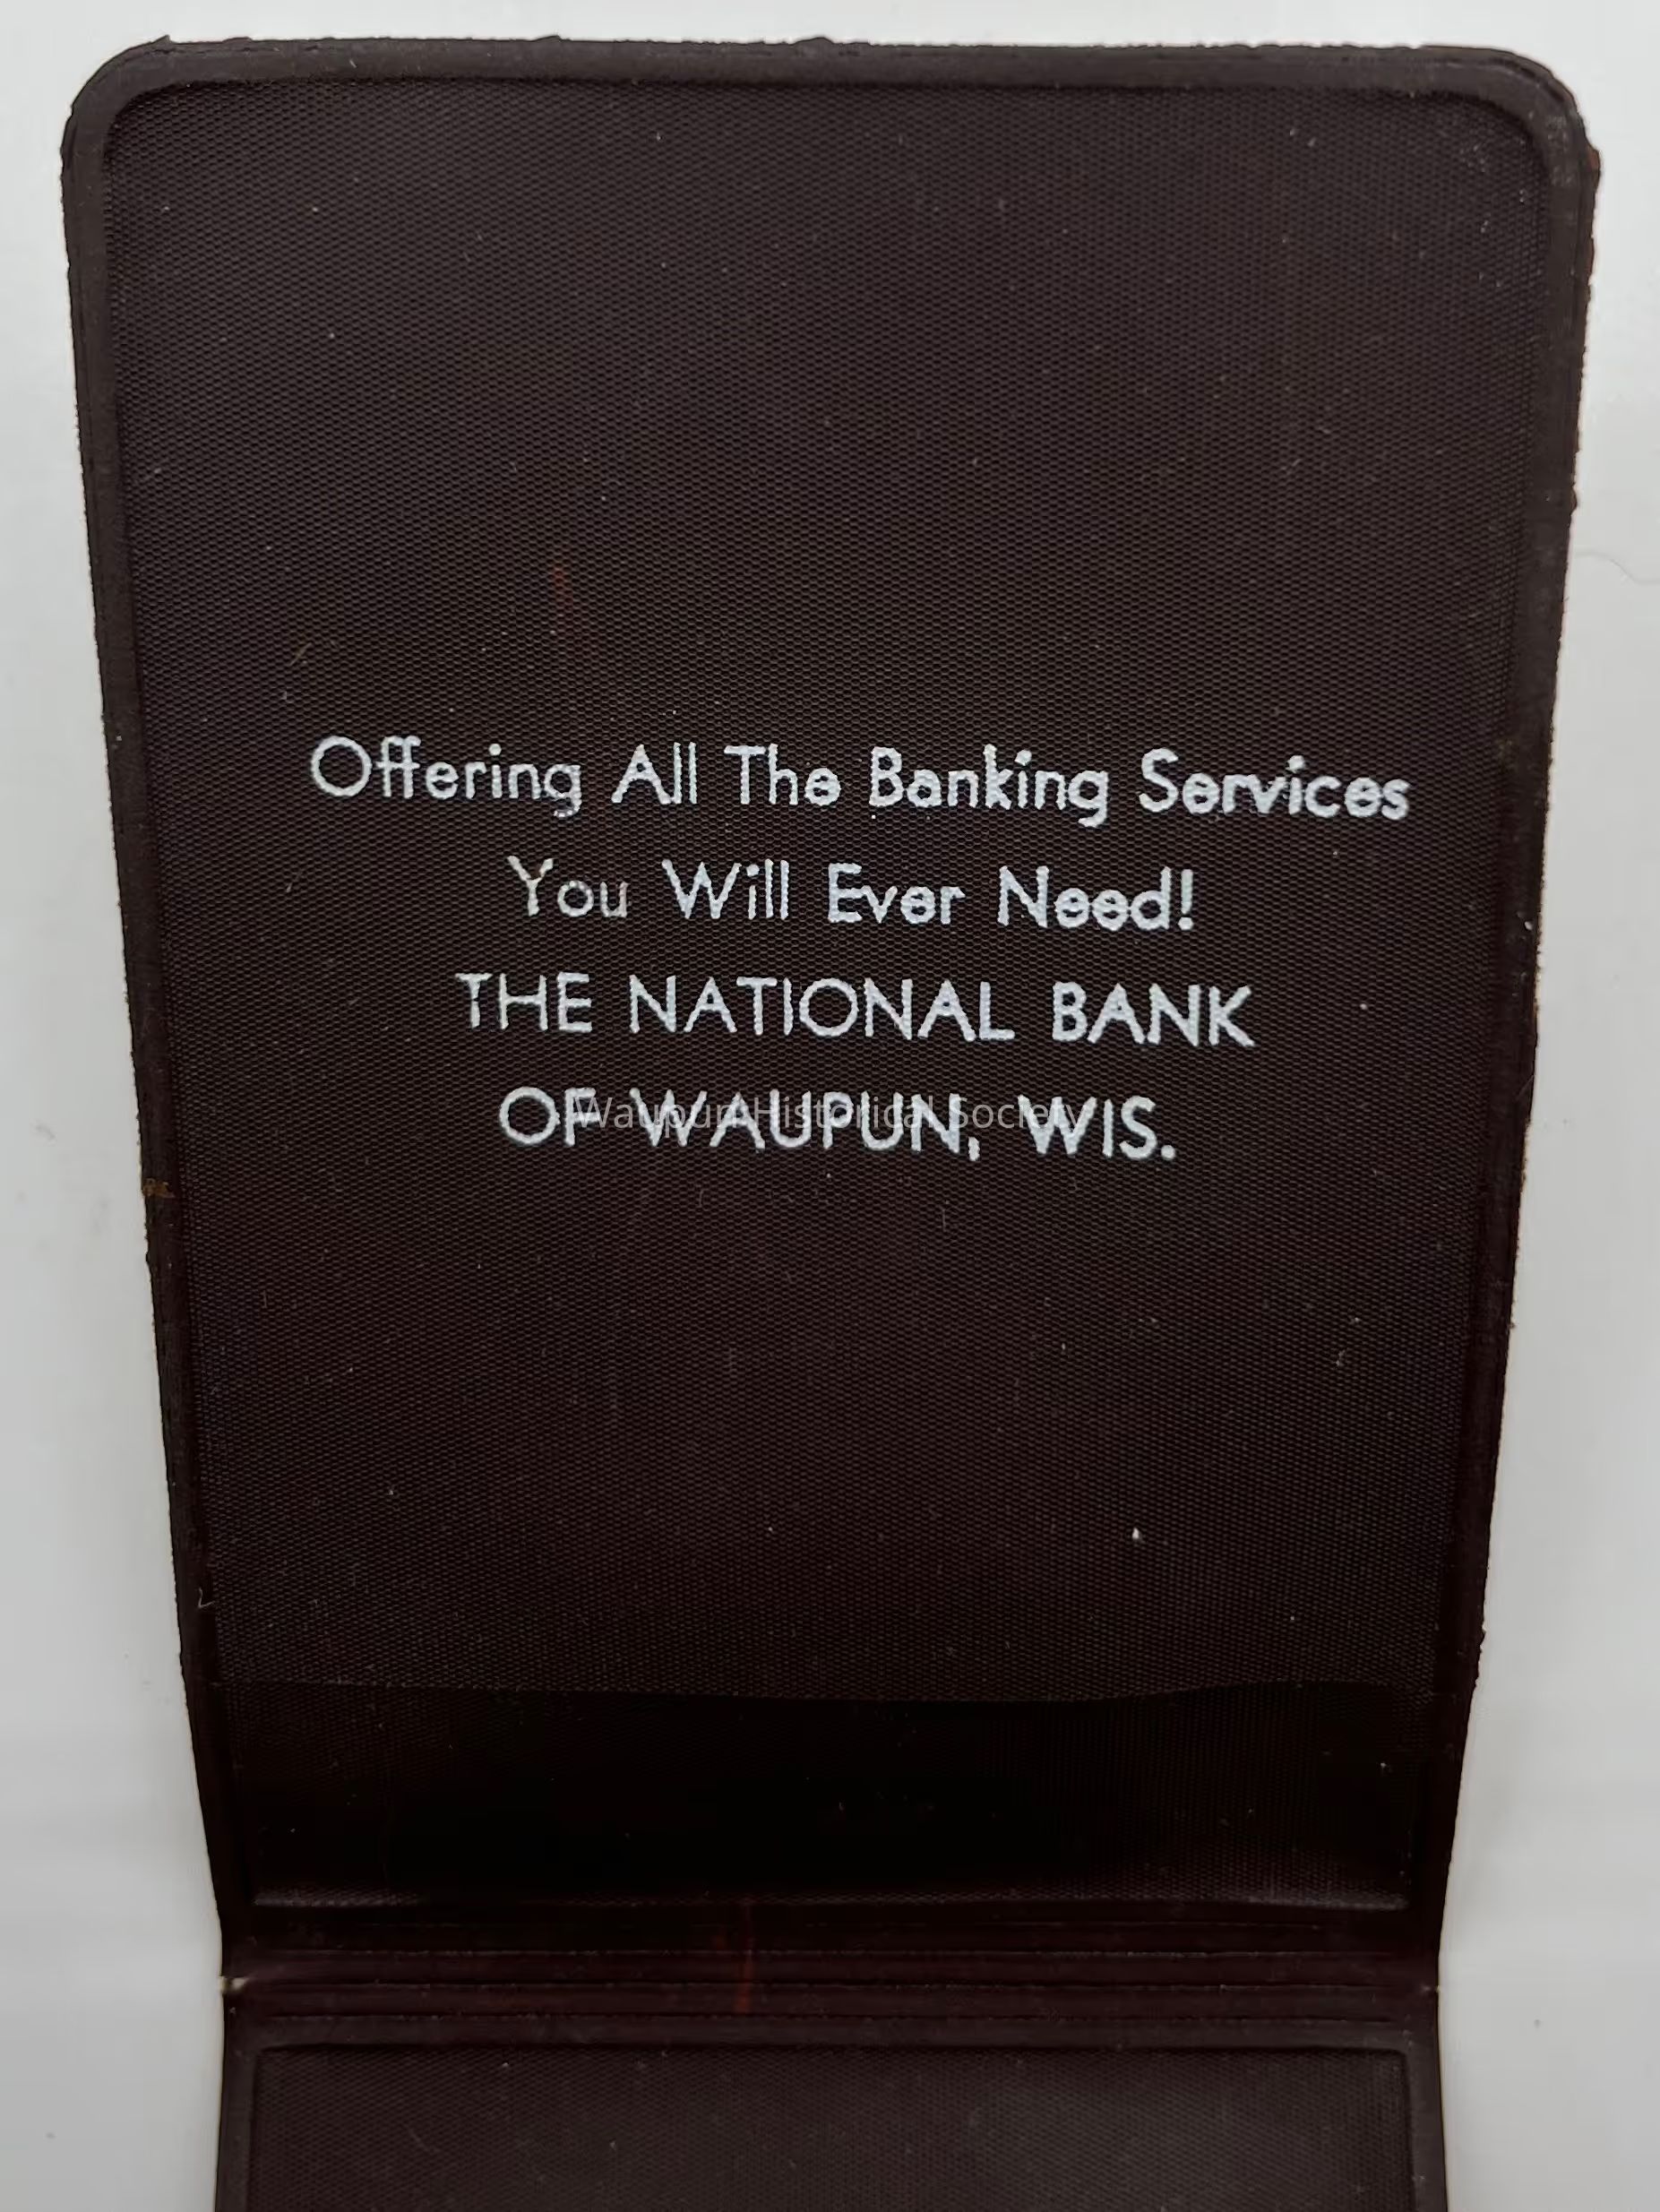 Offering All The Banking Services
You Will Ever Need!
THE NATIONAL BANK
OF WAUPUN, WIS.
Waupun Historical Society